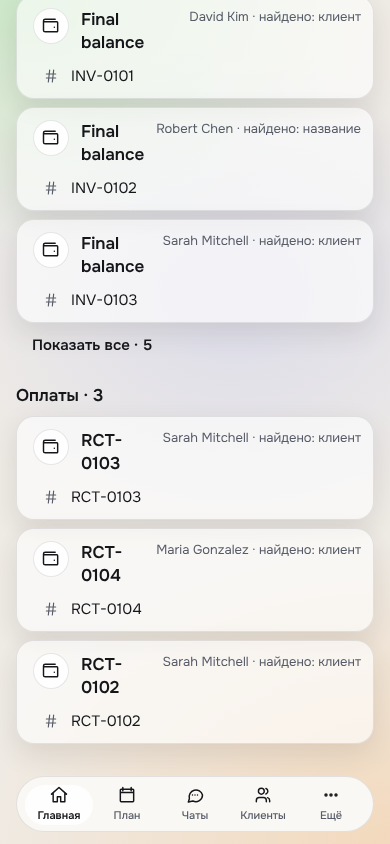 Final
balance
David Kim · найдено: клиент
# INV-0101
Final
balance
Robert Chen · найдено: название
# INV-0102
Final
balance
Sarah Mitchell · найдено: клиент
# INV-0103
Показать все · 5
Оплаты · 3
RCT-
0103
Sarah Mitchell · найдено: клиент
# RCT-0103
RCT-
0104
Maria Gonzalez · найдено: клиент
# RCT-0104
RCT-
0102
Sarah Mitchell · найдено: клиент
# RCT-0102
Главная
План
Чаты
Клиенты
Ещё